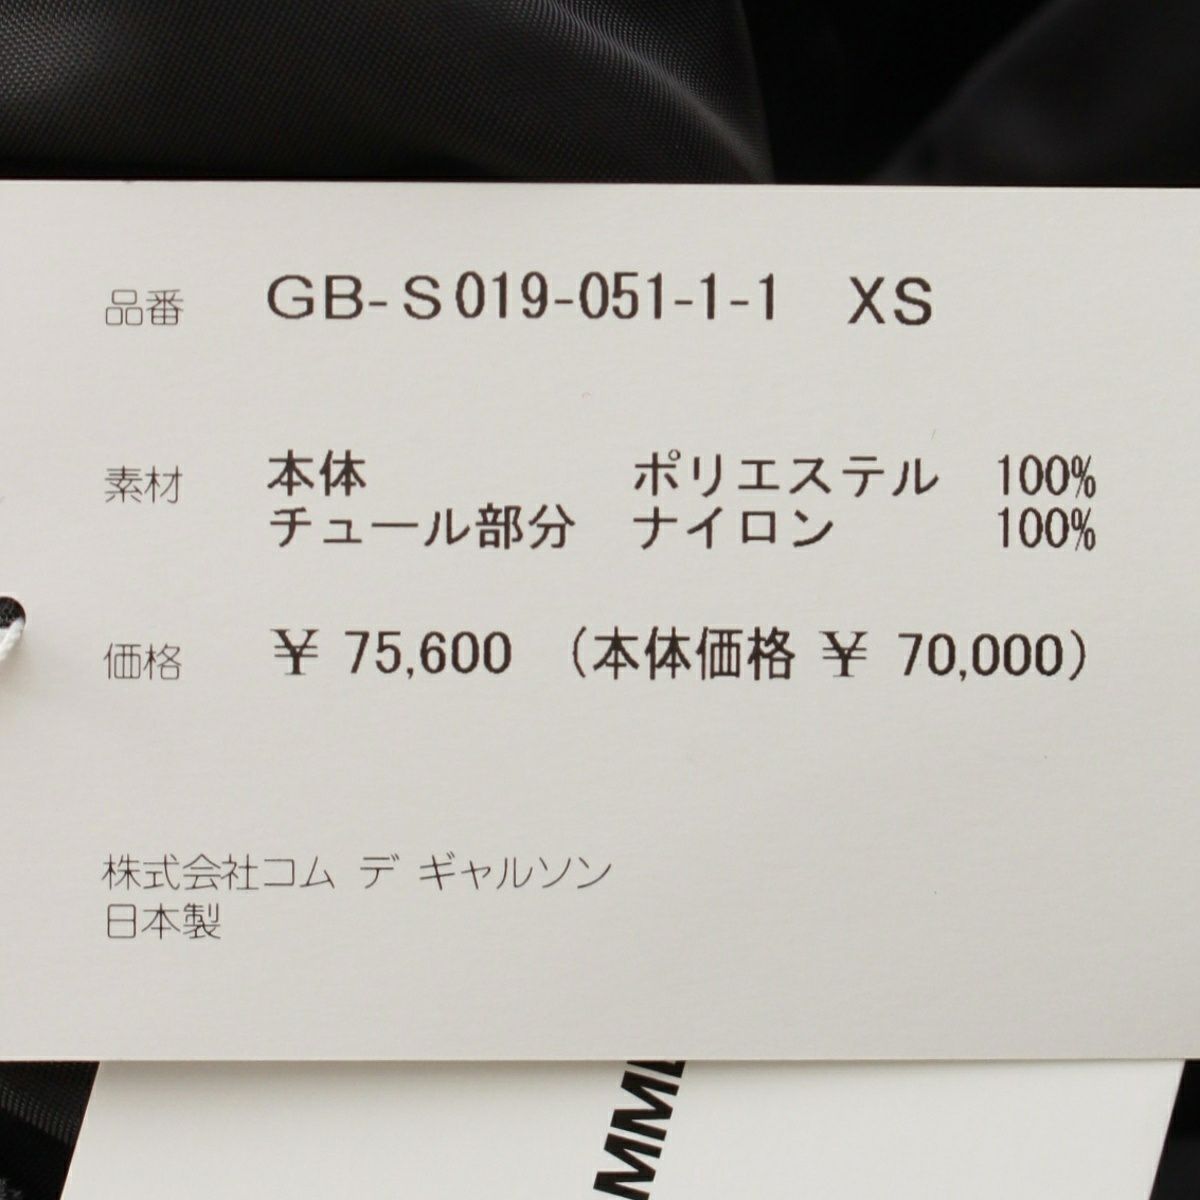 品番 GB-S019-051-1-1 XS
素材 本体 ポリエステル 100%
チュール部分 ナイロン 100%
価格 ¥ 75,600 (本体価格 ¥ 70,000)
株式会社コム デ ギャルソン
日本製